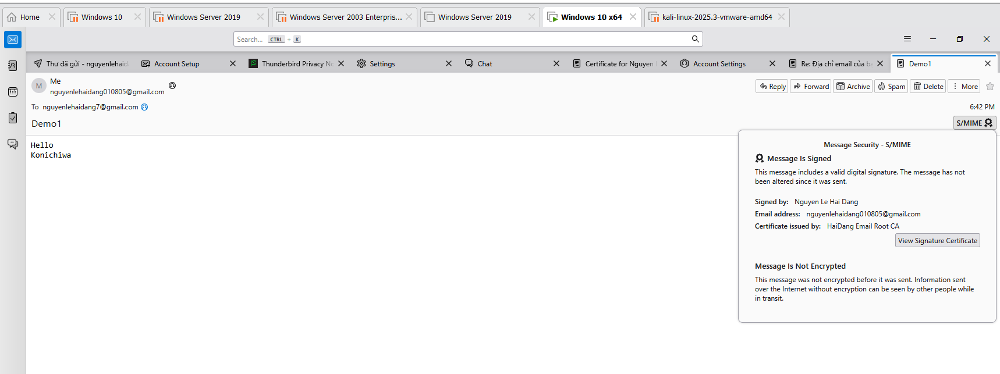 Home
Windows 10
Windows Server 2019
Windows Server 2003 Enterpris...
Windows Server 2019
Windows 10 x64
kali-linux-2025.3-vmware-amd64
Search... CTRL + K
Thư đã gửi - nguyenlehaid
Account Setup
Thunderbird Privacy No
Settings
Chat
Certificate for Nguyen
Account Settings
Re: Địa chỉ email của bạ
Demo1
M
Me
nguyenlehaidang010805@gmail.com
Reply
Forward
Archive
Spam
Delete
More
To nguyenlehaidang7@gmail.com
6:42 PM
Demo1
S/MIME
Hello
Konichiwa
Message Security - S/MIME
Message Is Signed
This message includes a valid digital signature. The message has not
been altered since it was sent.
Signed by: Nguyen Le Hai Dang
Email address: nguyenlehaidang010805@gmail.com
Certificate issued by: HaiDang Email Root CA
View Signature Certificate
Message Is Not Encrypted
This message was not encrypted before it was sent. Information sent
over the Internet without encryption can be seen by other people while
in transit.